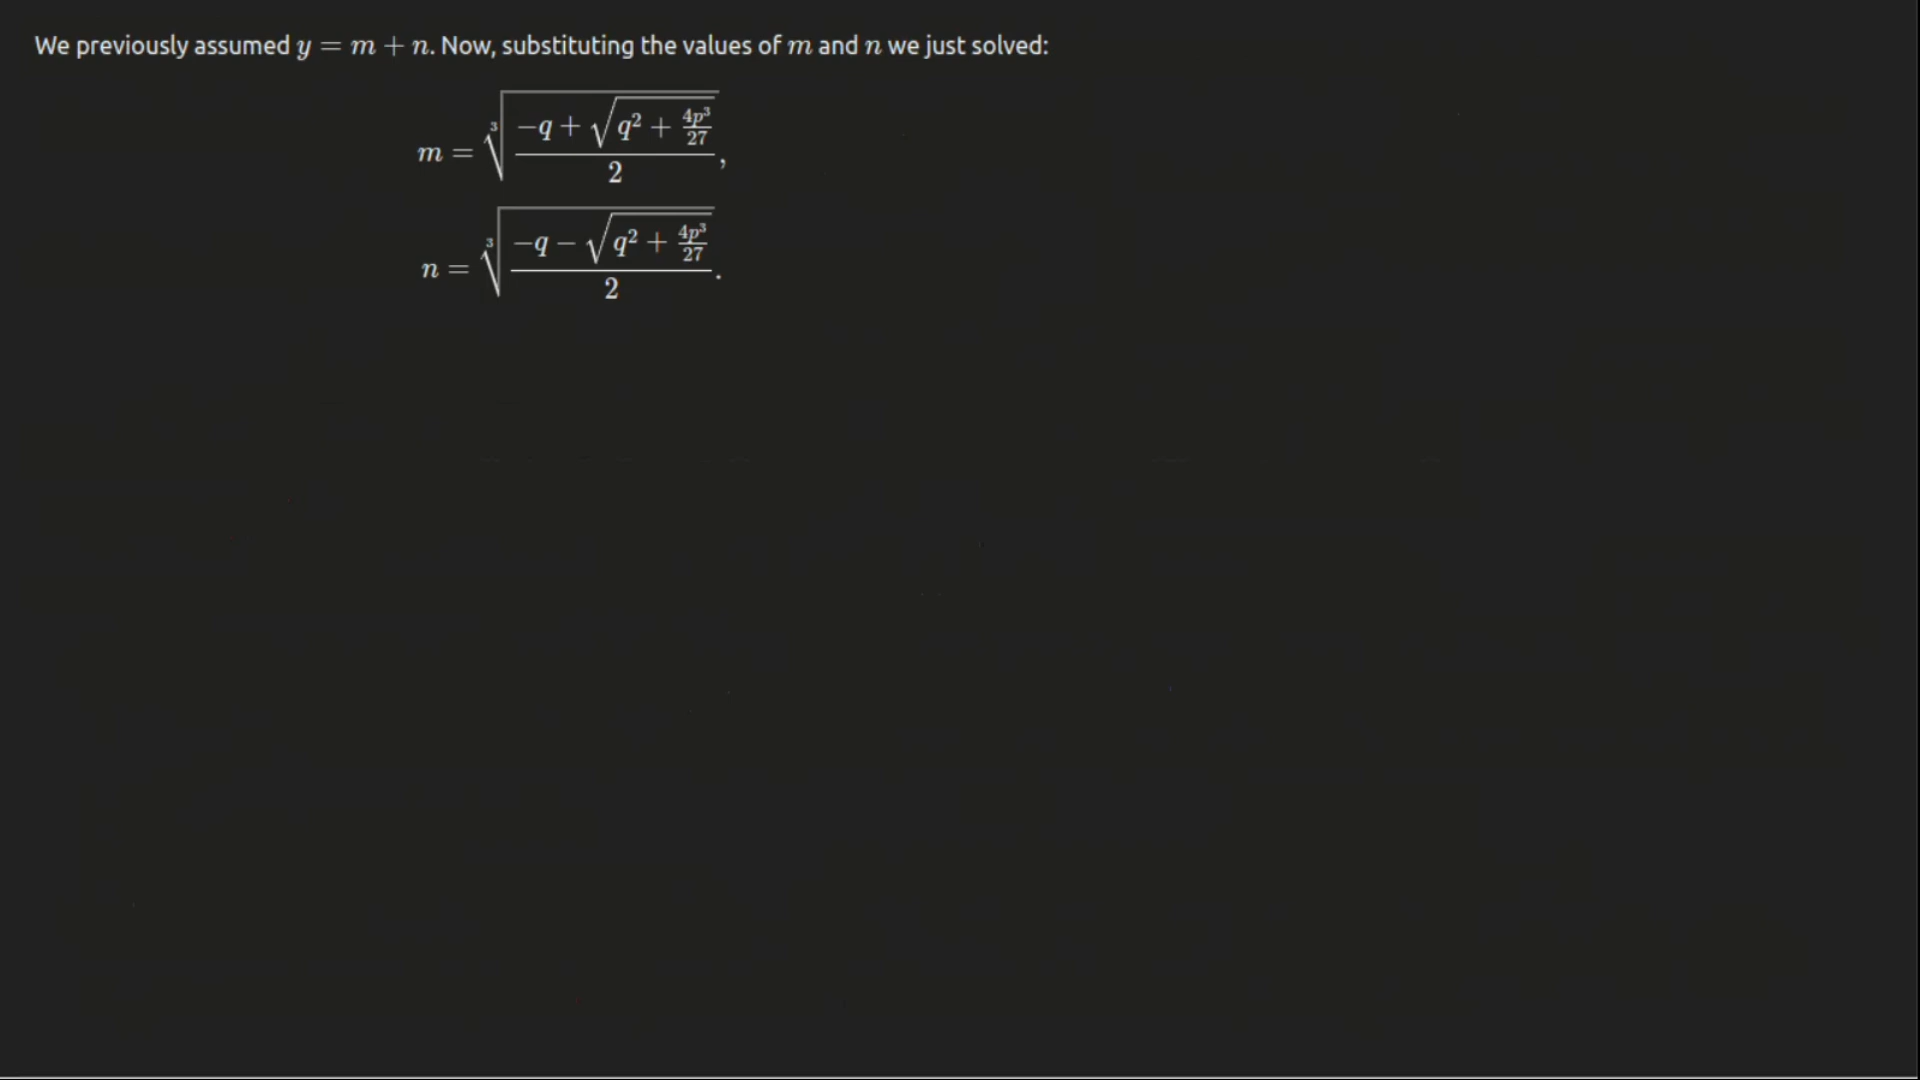 We previously assumed y = m + n. Now, substituting the values of m and n we just solved:
m = ∛((−q + √(q² + 4p³/27))/2),
n = ∛((−q − √(q² + 4p³/27))/2).